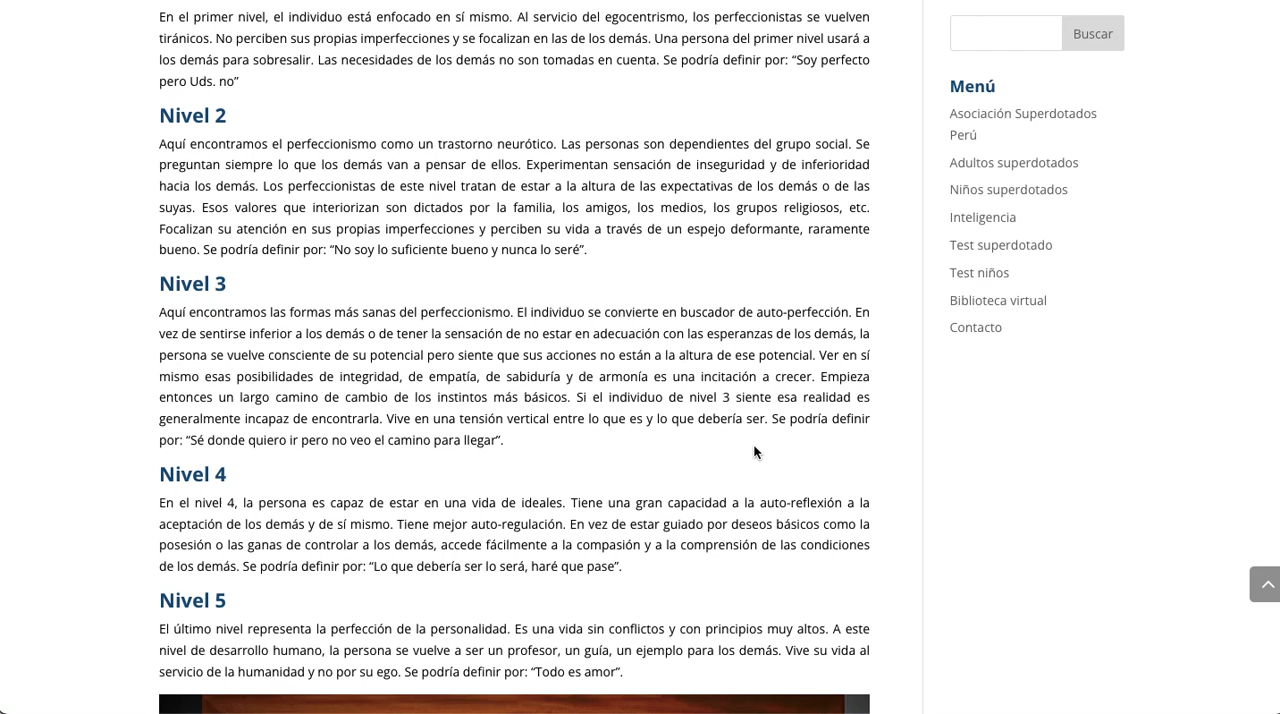 En el primer nivel, el individuo está enfocado en sí mismo. Al servicio del egocentrismo, los perfeccionistas se vuelven
tiránicos. No perciben sus propias imperfecciones y se focalizan en las de los demás. Una persona del primer nivel usará a
los demás para sobresalir. Las necesidades de los demás no son tomadas en cuenta. Se podría definir por: “Soy perfecto
pero Uds. no”
Nivel 2
Aquí encontramos el perfeccionismo como un trastorno neurótico. Las personas son dependientes del grupo social. Se
preguntan siempre lo que los demás van a pensar de ellos. Experimentan sensación de inseguridad y de inferioridad
hacia los demás. Los perfeccionistas de este nivel tratan de estar a la altura de las expectativas de los demás o de las
suyas. Esos valores que interiorizan son dictados por la familia, los amigos, los medios, los grupos religiosos, etc.
Focalizan su atención en sus propias imperfecciones y perciben su vida a través de un espejo deformante, raramente
bueno. Se podría definir por: “No soy lo suficiente bueno y nunca lo seré”.
Nivel 3
Aquí encontramos las formas más sanas del perfeccionismo. El individuo se convierte en buscador de auto-perfección. En
vez de sentirse inferior a los demás o de tener la sensación de no estar en adecuación con las esperanzas de los demás, la
persona se vuelve consciente de su potencial pero siente que sus acciones no están a la altura de ese potencial. Ver en sí
mismo esas posibilidades de integridad, de empatía, de sabiduría y de armonía es una incitación a crecer. Empieza
entonces un largo camino de cambio de los instintos más básicos. Si el individuo de nivel 3 siente esa realidad es
generalmente incapaz de encontrarla. Vive en una tensión vertical entre lo que es y lo que debería ser. Se podría definir
por: “Sé donde quiero ir pero no veo el camino para llegar”.
Nivel 4
En el nivel 4, la persona es capaz de estar en una vida de ideales. Tiene una gran capacidad a la auto-reflexión a la
aceptación de los demás y de sí mismo. Tiene mejor auto-regulación. En vez de estar guiado por deseos básicos como la
posesión o las ganas de controlar a los demás, accede fácilmente a la compasión y a la comprensión de las condiciones
de los demás. Se podría definir por: “Lo que debería ser lo será, haré que pase”.
Nivel 5
El último nivel representa la perfección de la personalidad. Es una vida sin conflictos y con principios muy altos. A este
nivel de desarrollo humano, la persona se vuelve a ser un profesor, un guía, un ejemplo para los demás. Vive su vida al
servicio de la humanidad y no por su ego. Se podría definir por: “Todo es amor”.
Buscar
Menú
Asociación Superdotados
Perú
Adultos superdotados
Niños superdotados
Inteligencia
Test superdotado
Test niños
Biblioteca virtual
Contacto